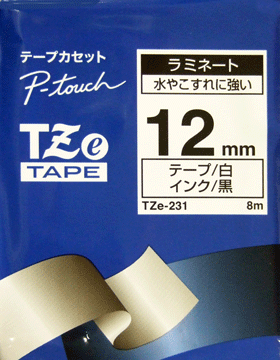 テープカセット
P-touch
TZe
TAPE
ラミネート
水やこすれに強い
12mm
テープ/白
インク/黒
TZe-231 8m